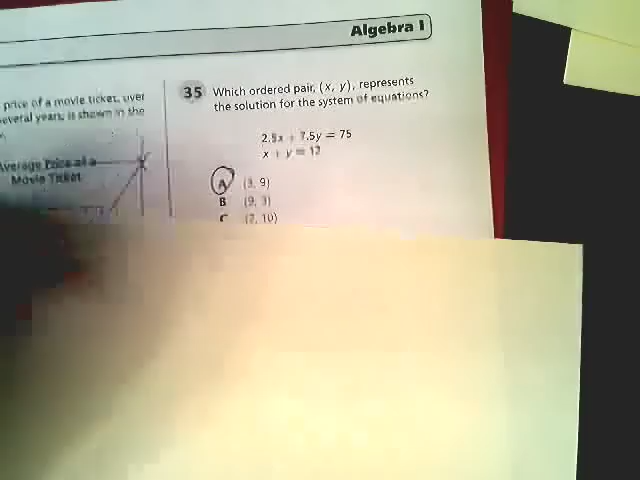 Algebra I
price of a movie ticket, over
several years, is shown in the
Average Price of a
Movie Ticket
35 Which ordered pair, (x, y), represents
the solution for the system of equations?
2.5x + 7.5y = 75
x + y = 12
A (3, 9)
B (9, 3)
C (2, 10)